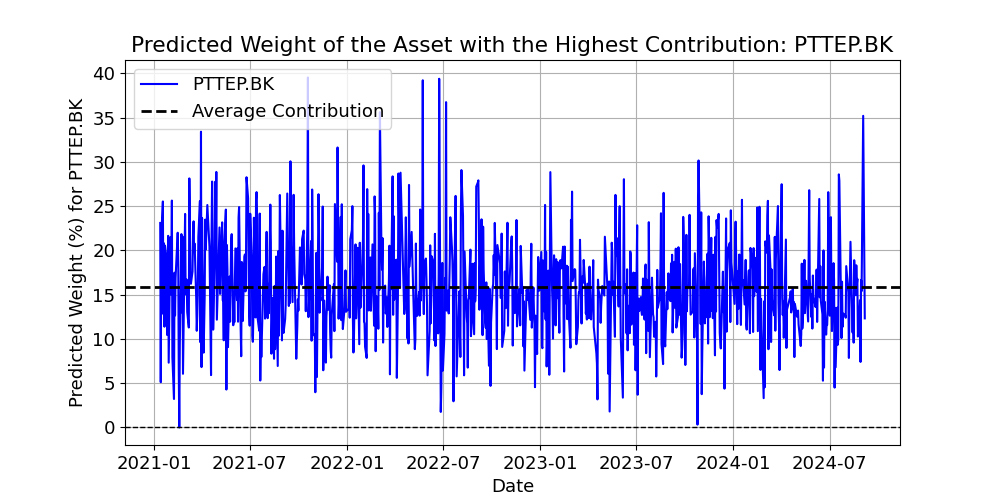 Predicted Weight of the Asset with the Highest Contribution: PTTEP.BK
PTTEP.BK
Average Contribution
Predicted Weight (%) for PTTEP.BK
40
35
30
25
20
15
10
5
0
2021-01 2021-07 2022-01 2022-07 2023-01 2023-07 2024-01 2024-07
Date